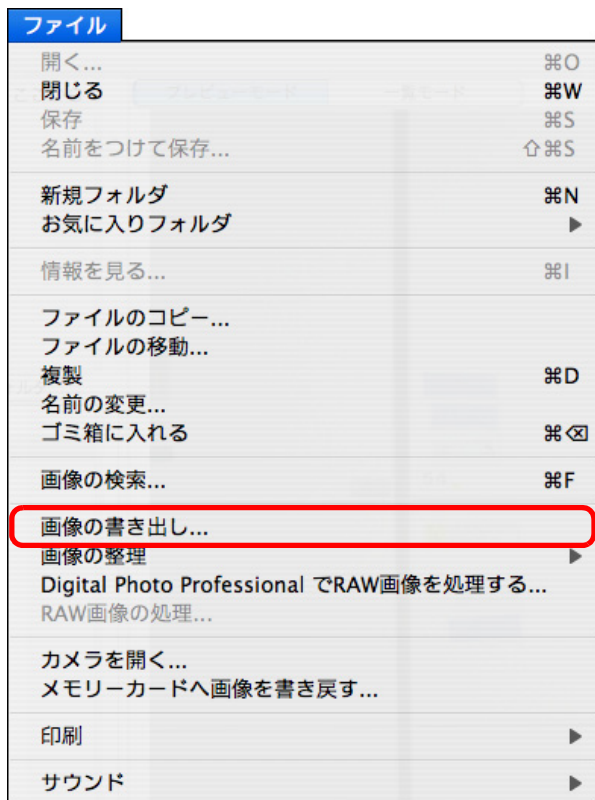 ファイル
開く... ⌘O
閉じる ⌘W
保存 ⌘S
名前をつけて保存... ⇧⌘S
新規フォルダ ⌘N
お気に入りフォルダ ▶
情報を見る... ⌘I
ファイルのコピー...
ファイルの移動...
複製 ⌘D
名前の変更...
ゴミ箱に入れる ⌘⌫
画像の検索... ⌘F
画像の書き出し...
画像の整理 ▶
Digital Photo Professional でRAW画像を処理する...
RAW画像の処理...
カメラを開く...
メモリーカードへ画像を書き戻す...
印刷 ▶
サウンド ▶